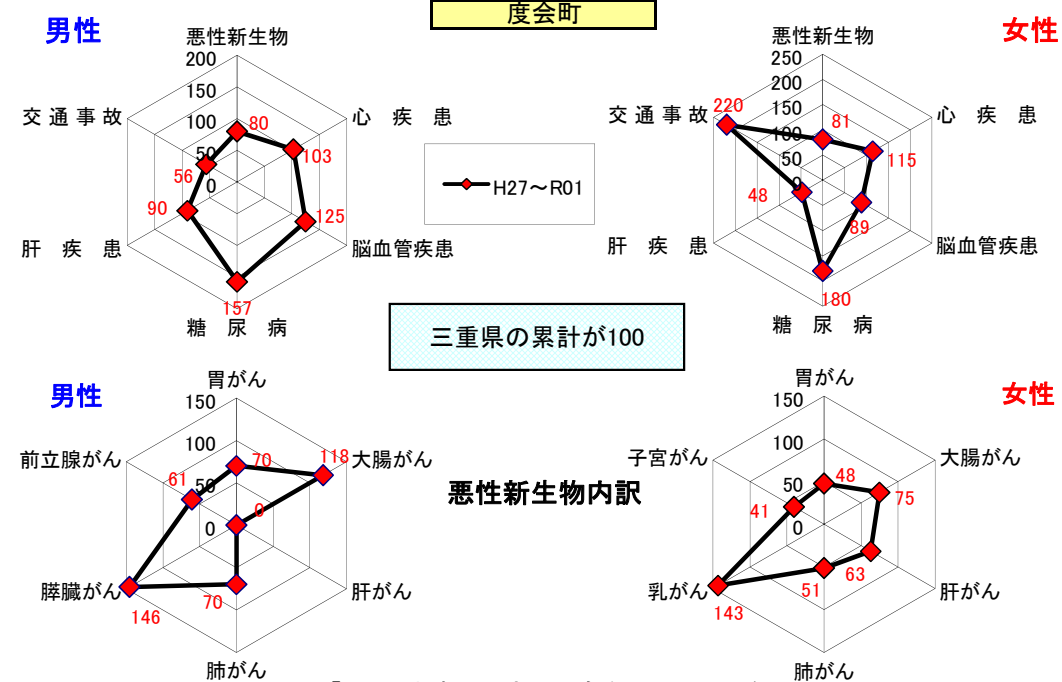 度会町
男性
悪性新生物
200
150
100
50
0
心 疾 患
脳血管疾患
糖 尿 病
肝 疾 患
交 通 事 故
80
103
125
157
90
56
H27～R01
女性
悪性新生物
250
200
150
100
50
0
心 疾 患
脳血管疾患
糖 尿 病
肝 疾 患
交 通 事 故
81
115
89
180
48
220
三重県の累計が100
男性
胃がん
150
100
50
0
大腸がん
肝がん
肺がん
膵臓がん
前立腺がん
70
118
0
70
146
61
悪性新生物内訳
女性
胃がん
150
100
50
0
大腸がん
肝がん
肺がん
乳がん
子宮がん
48
75
63
51
143
41